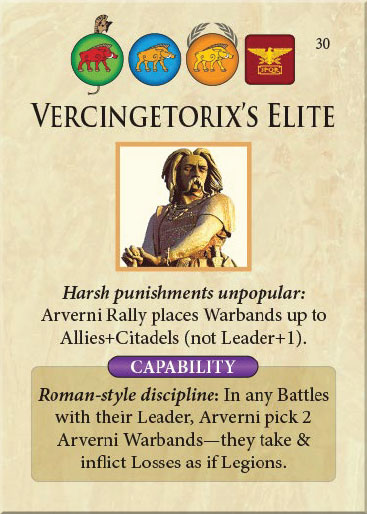 30
SPQR
VERCINGETORIX'S ELITE
Harsh punishments unpopular:
Arverni Rally places Warbands up to
Allies+Citadels (not Leader+1).
CAPABILITY
Roman-style discipline: In any Battles
with their Leader, Arverni pick 2
Arverni Warbands—they take &
inflict Losses as if Legions.